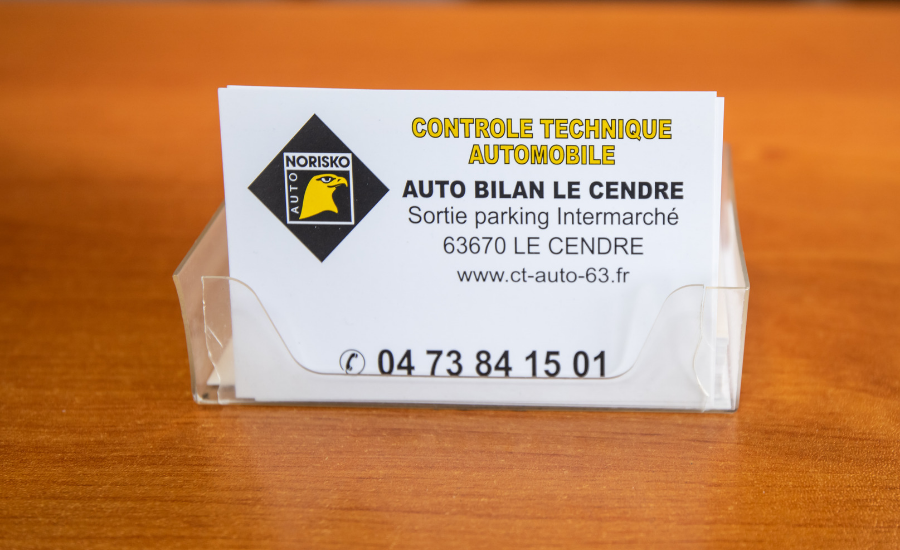 NORISKO
AUTO
CONTROLE TECHNIQUE
AUTOMOBILE
AUTO BILAN LE CENDRE
Sortie parking Intermarché
63670 LE CENDRE
www.ct-auto-63.fr
04 73 84 15 01